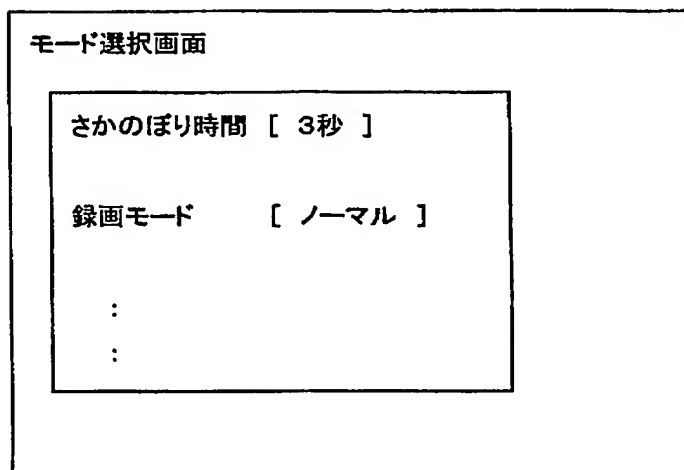 モード選択画面
さかのぼり時間 [ 3秒 ]
録画モード [ ノーマル ]
:
: